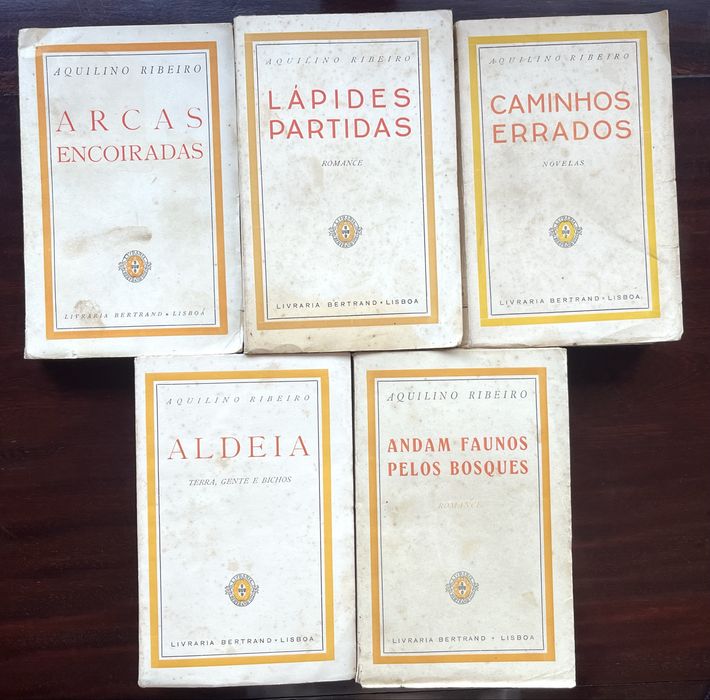 AQUILINO RIBEIRO
ARCAS
ENCOIRADAS
LIVRARIA BERTRAND • LISBOA
AQUILINO RIBEIRO
LÁPIDES
PARTIDAS
ROMANCE
LIVRARIA BERTRAND • LISBOA
AQUILINO RIBEIRO
CAMINHOS
ERRADOS
NOVELAS
LIVRARIA BERTRAND • LISBOA
AQUILINO RIBEIRO
ALDEIA
TERRA, GENTE E BICHOS
LIVRARIA BERTRAND • LISBOA
AQUILINO RIBEIRO
ANDAM FAUNOS
PELOS BOSQUES
ROMANCE
LIVRARIA BERTRAND • LISBOA